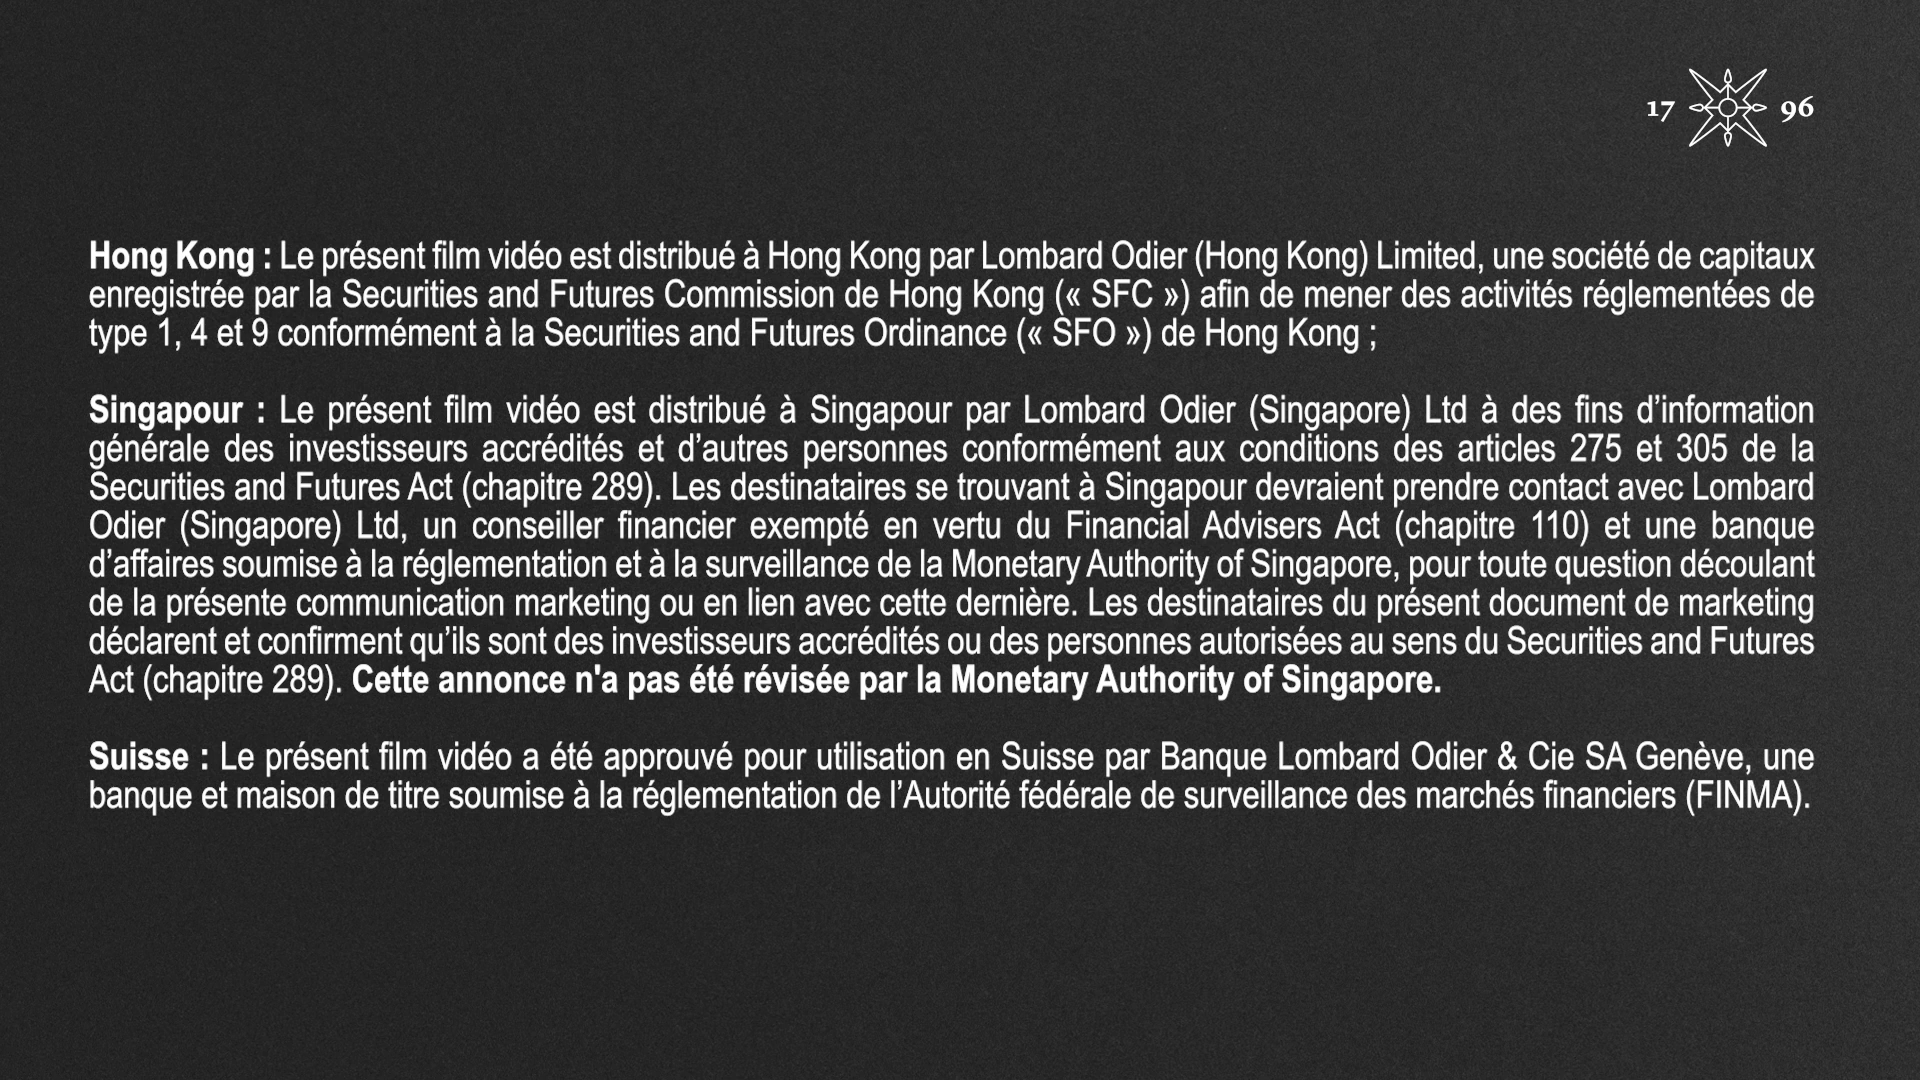 17 96
Hong Kong : Le présent film vidéo est distribué à Hong Kong par Lombard Odier (Hong Kong) Limited, une société de capitaux
enregistrée par la Securities and Futures Commission de Hong Kong (« SFC ») afin de mener des activités réglementées de
type 1, 4 et 9 conformément à la Securities and Futures Ordinance (« SFO ») de Hong Kong ;
Singapour : Le présent film vidéo est distribué à Singapour par Lombard Odier (Singapore) Ltd à des fins d’information
générale des investisseurs accrédités et d’autres personnes conformément aux conditions des articles 275 et 305 de la
Securities and Futures Act (chapitre 289). Les destinataires se trouvant à Singapour devraient prendre contact avec Lombard
Odier (Singapore) Ltd, un conseiller financier exempté en vertu du Financial Advisers Act (chapitre 110) et une banque
d’affaires soumise à la réglementation et à la surveillance de la Monetary Authority of Singapore, pour toute question découlant
de la présente communication marketing ou en lien avec cette dernière. Les destinataires du présent document de marketing
déclarent et confirment qu’ils sont des investisseurs accrédités ou des personnes autorisées au sens du Securities and Futures
Act (chapitre 289). Cette annonce n'a pas été révisée par la Monetary Authority of Singapore.
Suisse : Le présent film vidéo a été approuvé pour utilisation en Suisse par Banque Lombard Odier & Cie SA Genève, une
banque et maison de titre soumise à la réglementation de l’Autorité fédérale de surveillance des marchés financiers (FINMA).